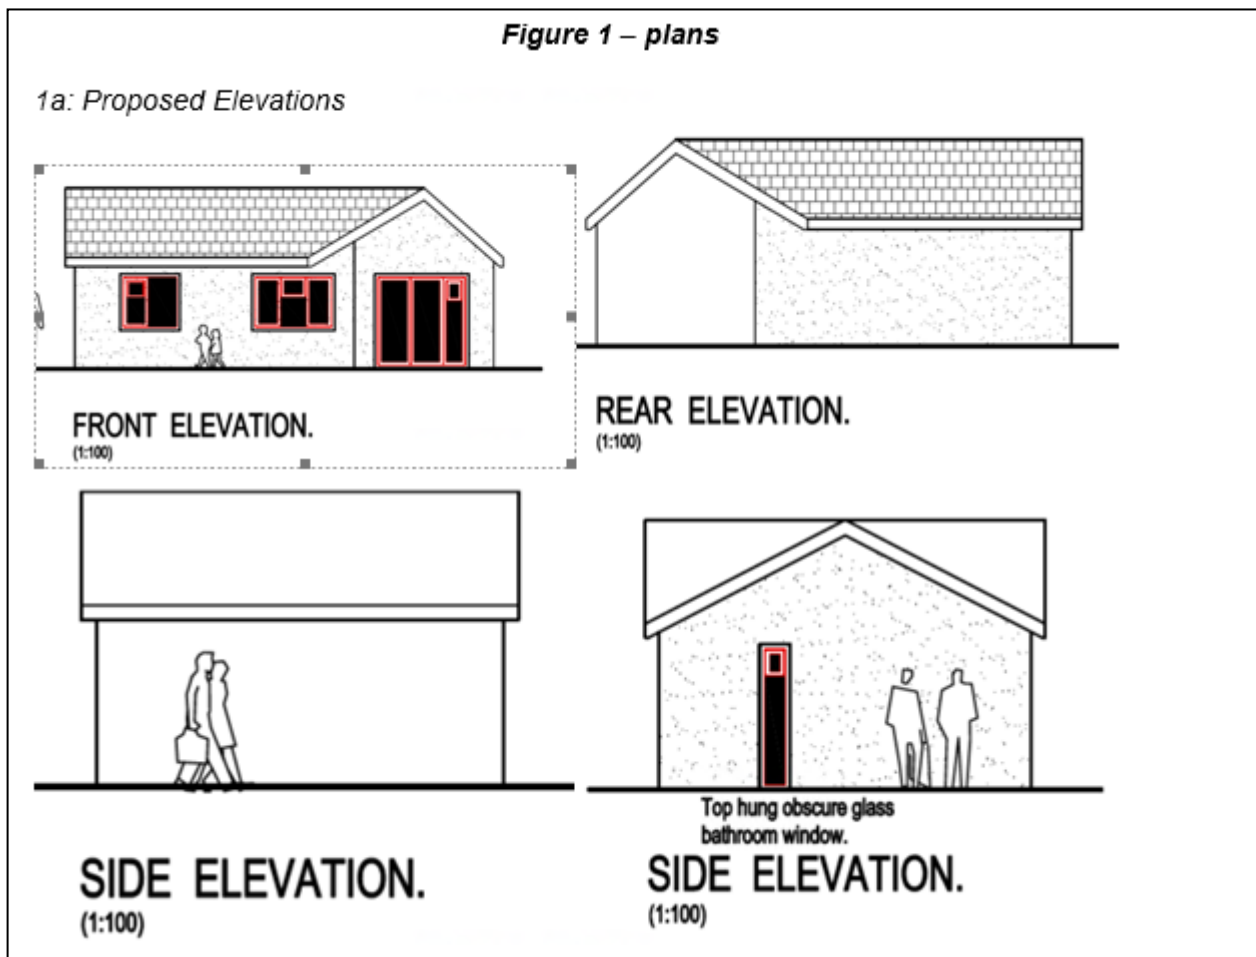 Figure 1 – plans
1a: Proposed Elevations
FRONT ELEVATION.
(1:100)
REAR ELEVATION.
(1:100)
Top hung obscure glass
bathroom window.
SIDE ELEVATION.
(1:100)
SIDE ELEVATION.
(1:100)